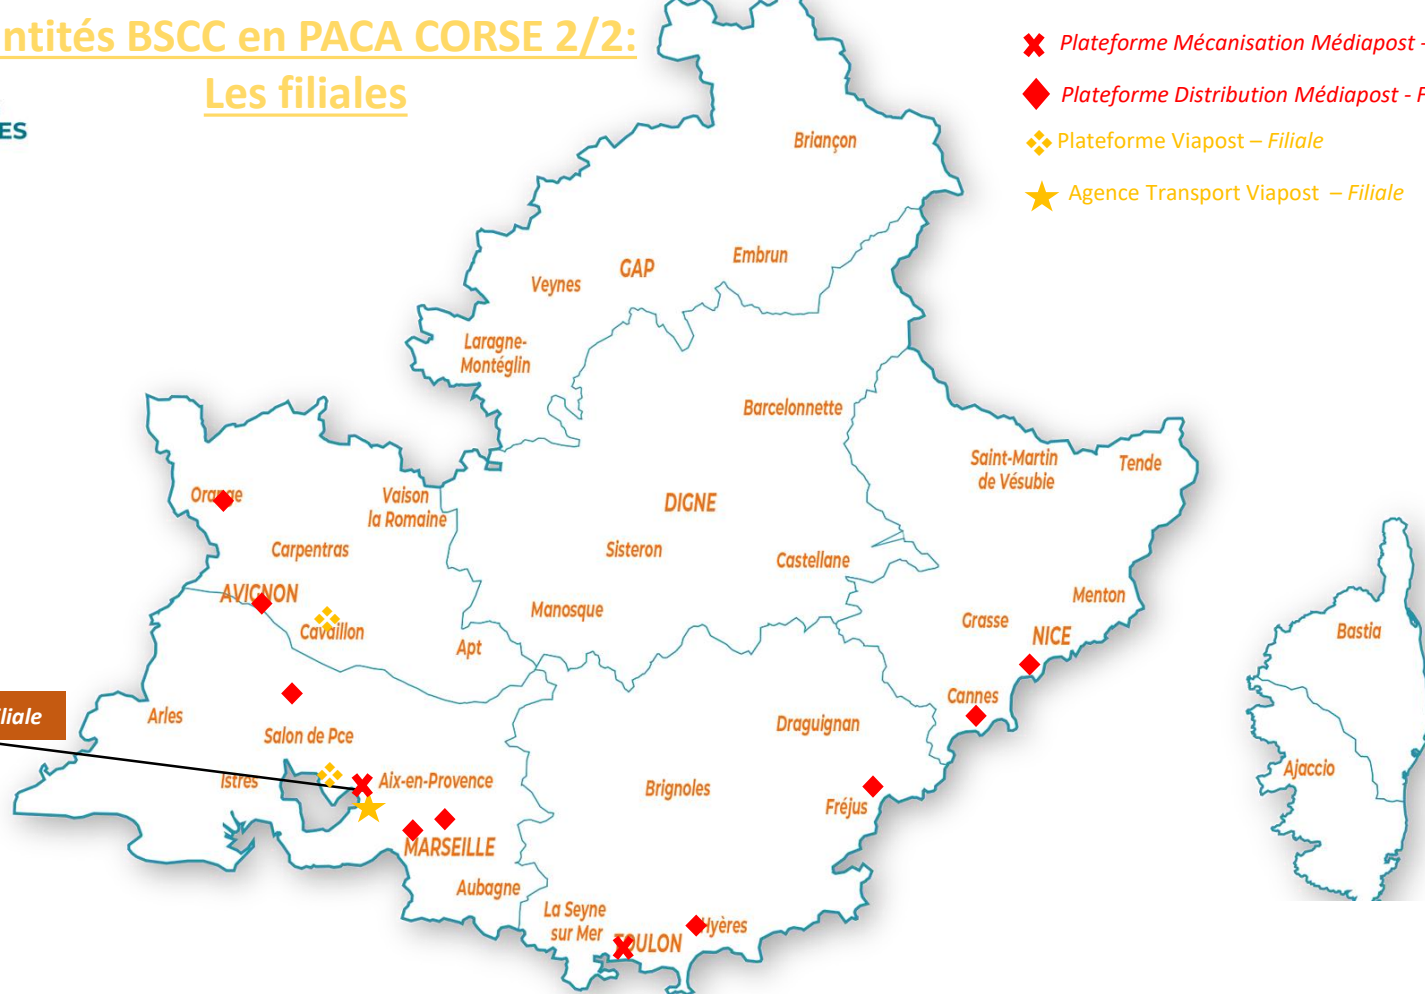 ntités BSCC en PACA CORSE 2/2:
Les filiales
ES
Plateforme Mécanisation Médiapost -
Plateforme Distribution Médiapost - F
Plateforme Viapost – Filiale
Agence Transport Viapost – Filiale
Briançon
Embrun
GAP
Veynes
Laragne-
Montéglin
Barcelonnette
Saint-Martin
de Vésubie
Tende
Orange
Vaison
la Romaine
DIGNE
Carpentras
Sisteron
Castellane
AVIGNON
Cavaillon
Manosque
Apt
Menton
Grasse
NICE
Bastia
Cannes
iliale
Arles
Salon de Pce
Draguignan
Istres
Aix-en-Provence
Brignoles
Fréjus
Ajaccio
MARSEILLE
Aubagne
La Seyne
sur Mer
TOULON
Hyères